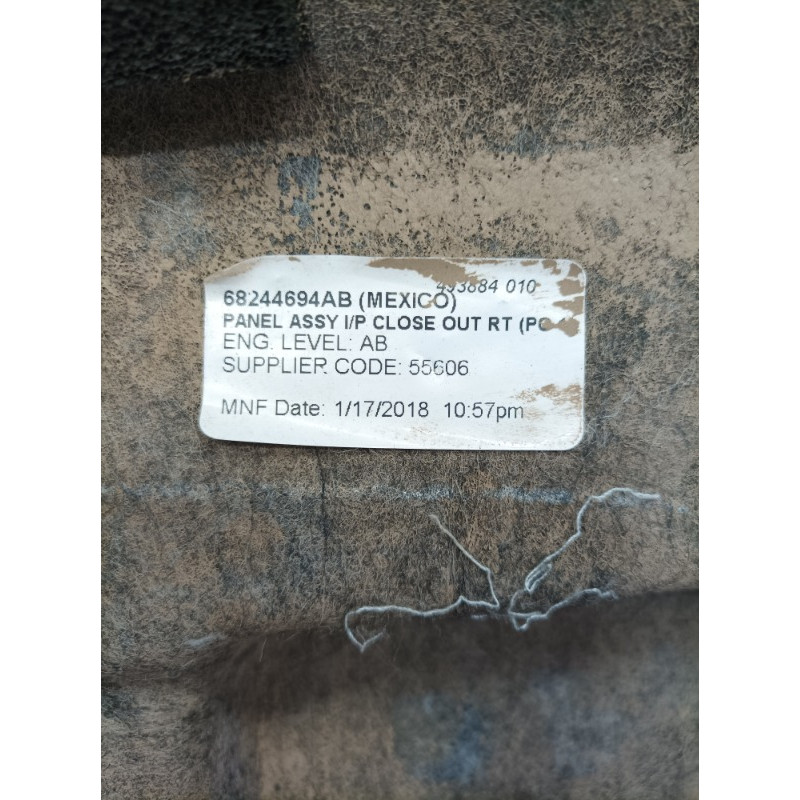 493884 010
68244694AB (MEXICO)
PANEL ASSY I/P CLOSE OUT RT
ENG. LEVEL: AB
SUPPLIER CODE: 55606
MNF Date: 1/17/2018 10:57pm